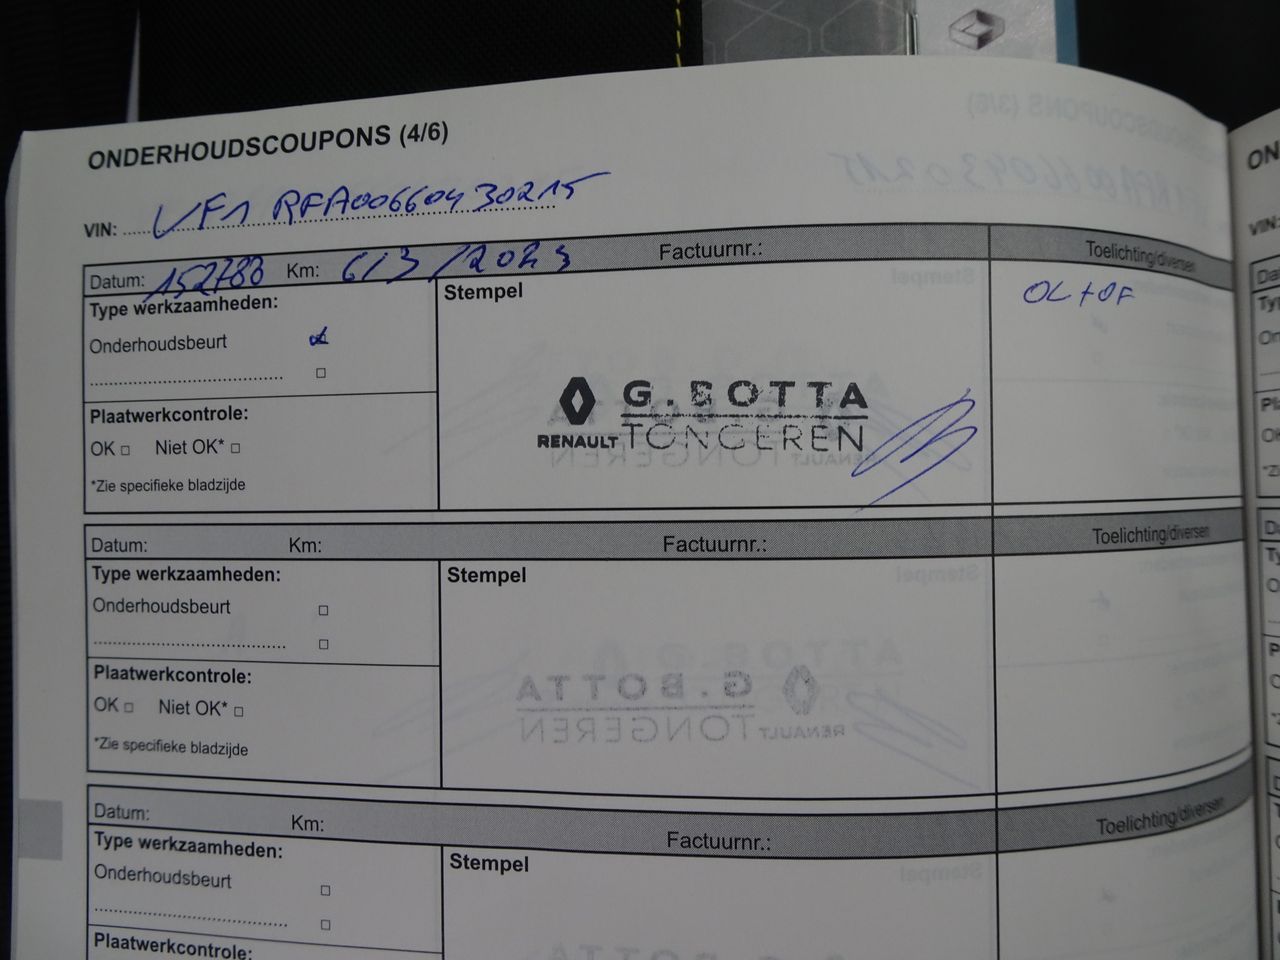 ONDERHOUDSCOUPONS (4/6)
VIN: VF1 RFA00660430215
Datum: 152788 Km: 6/3/2023 Factuurnr.: Toelichting/diversen
Type werkzaamheden: Stempel OL+OF
Onderhoudsbeurt
G. BOTTA
RENAULT TONGEREN
Plaatwerkcontrole:
OK □ Niet OK* □
*Zie specifieke bladzijde
Datum: Km: Factuurnr.: Toelichting/diversen
Type werkzaamheden: Stempel
Onderhoudsbeurt □
□
Plaatwerkcontrole:
OK □ Niet OK* □
*Zie specifieke bladzijde
Datum: Km: Factuurnr.: Toelichting/diversen
Type werkzaamheden: Stempel
Onderhoudsbeurt □
□
Plaatwerkcontrole: